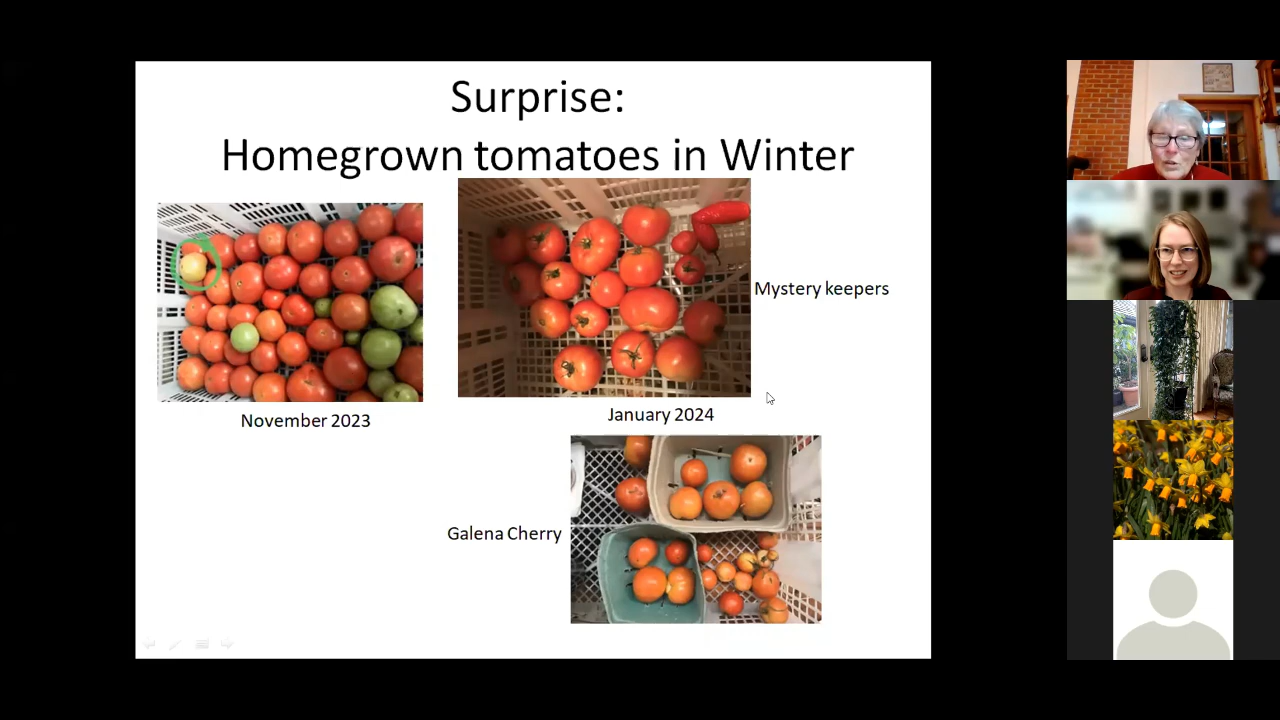 Surprise:
Homegrown tomatoes in Winter
Mystery keepers
November 2023
January 2024
Galena Cherry